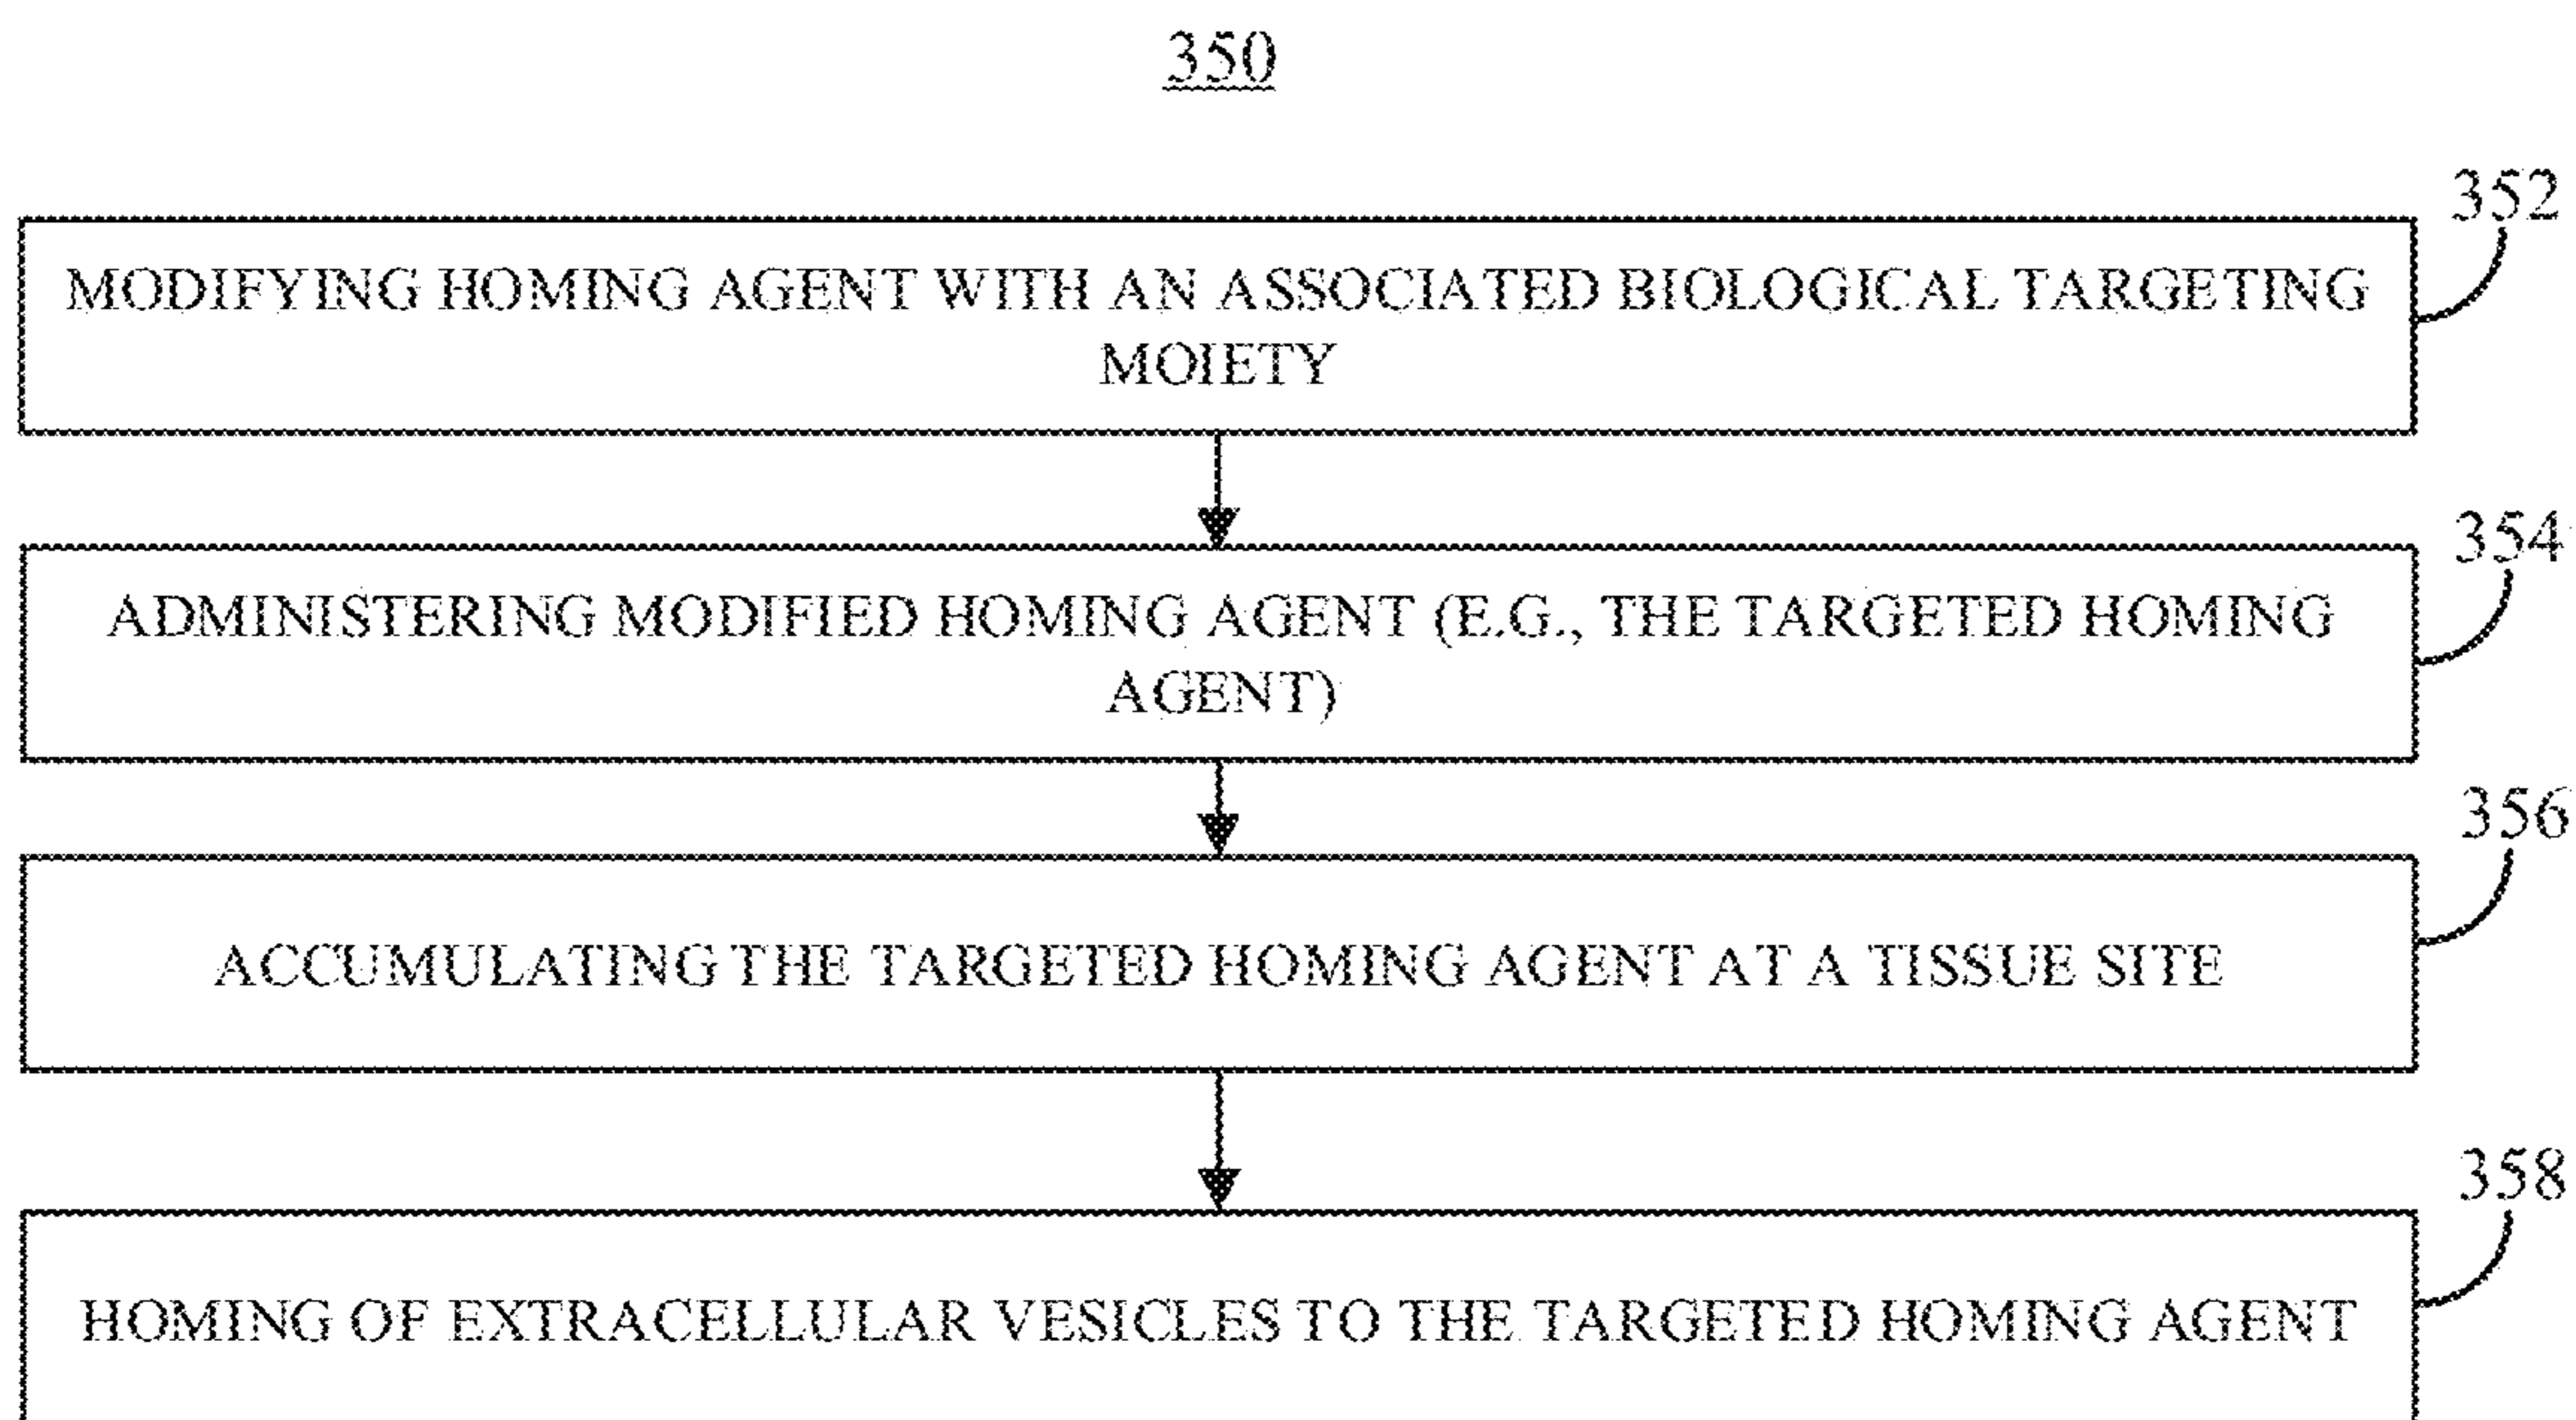 350
352
MODIFYING HOMING AGENT WITH AN ASSOCIATED BIOLOGICAL TARGETING
MOIETY
354
ADMINISTERING MODIFIED HOMING AGENT (E.G., THE TARGETED HOMING
AGENT)
356
ACCUMULATING THE TARGETED HOMING AGENT AT A TISSUE SITE
358
HOMING OF EXTRACELLULAR VESICLES TO THE TARGETED HOMING AGENT